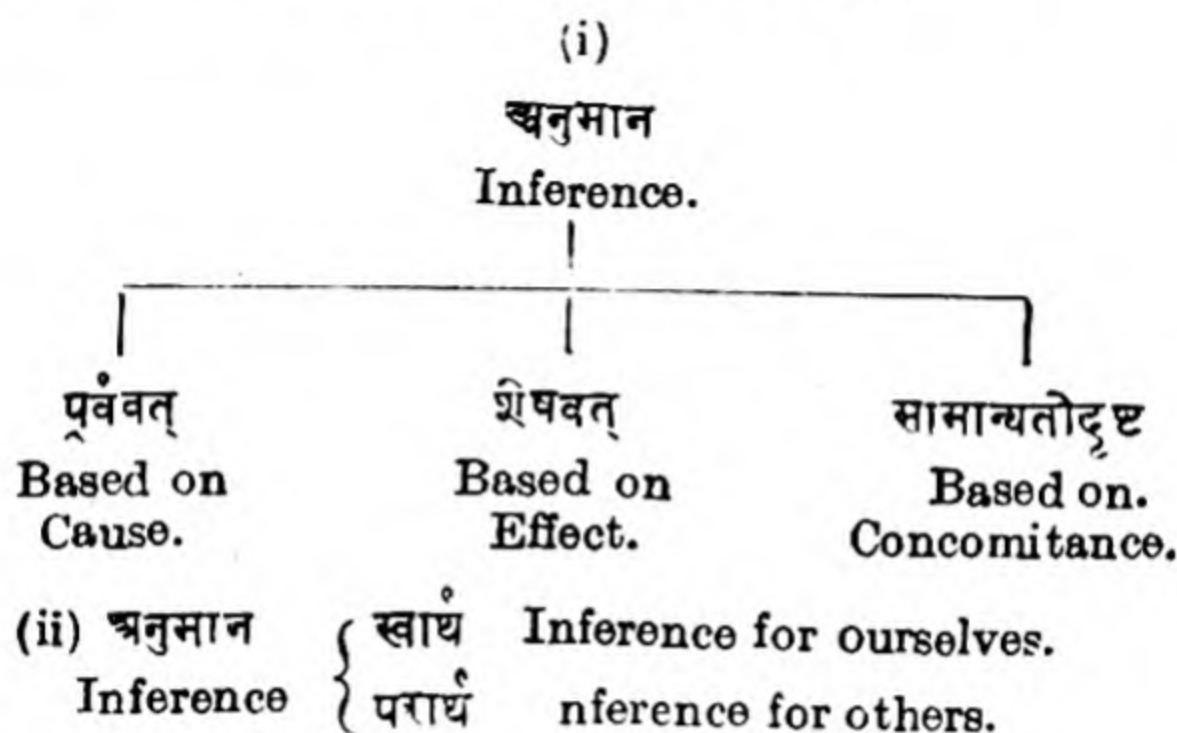 (i)
अनुमान
Inference.
पूर्ववत् शेषवत् सामान्यतोदृष्ट
Based on Based on Based on.
Cause. Effect. Concomitance.
(ii) अनुमान { स्वार्थ Inference for ourselves.
Inference { परार्थ nference for others.